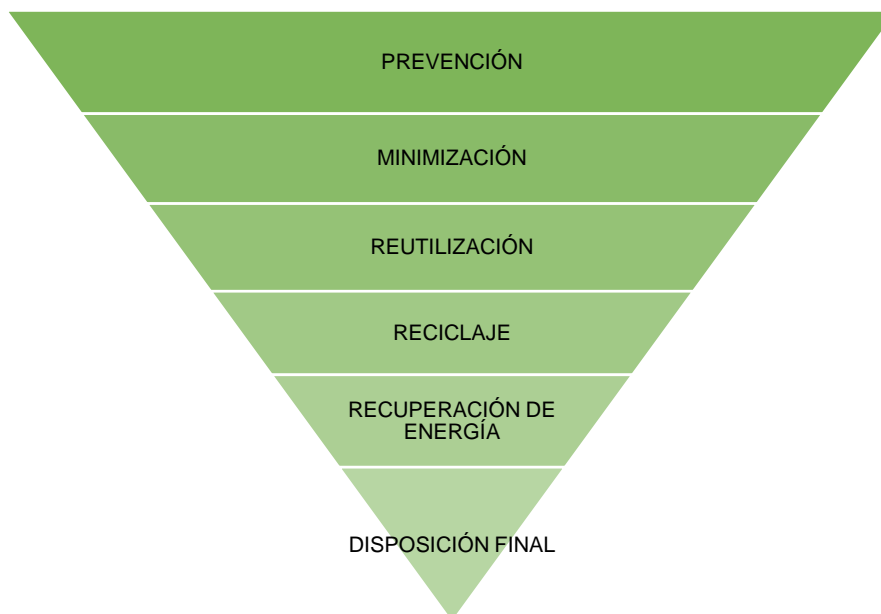 PREVENCIÓN
MINIMIZACIÓN
REUTILIZACIÓN
RECICLAJE
RECUPERACIÓN DE
ENERGÍA
DISPOSICIÓN FINAL